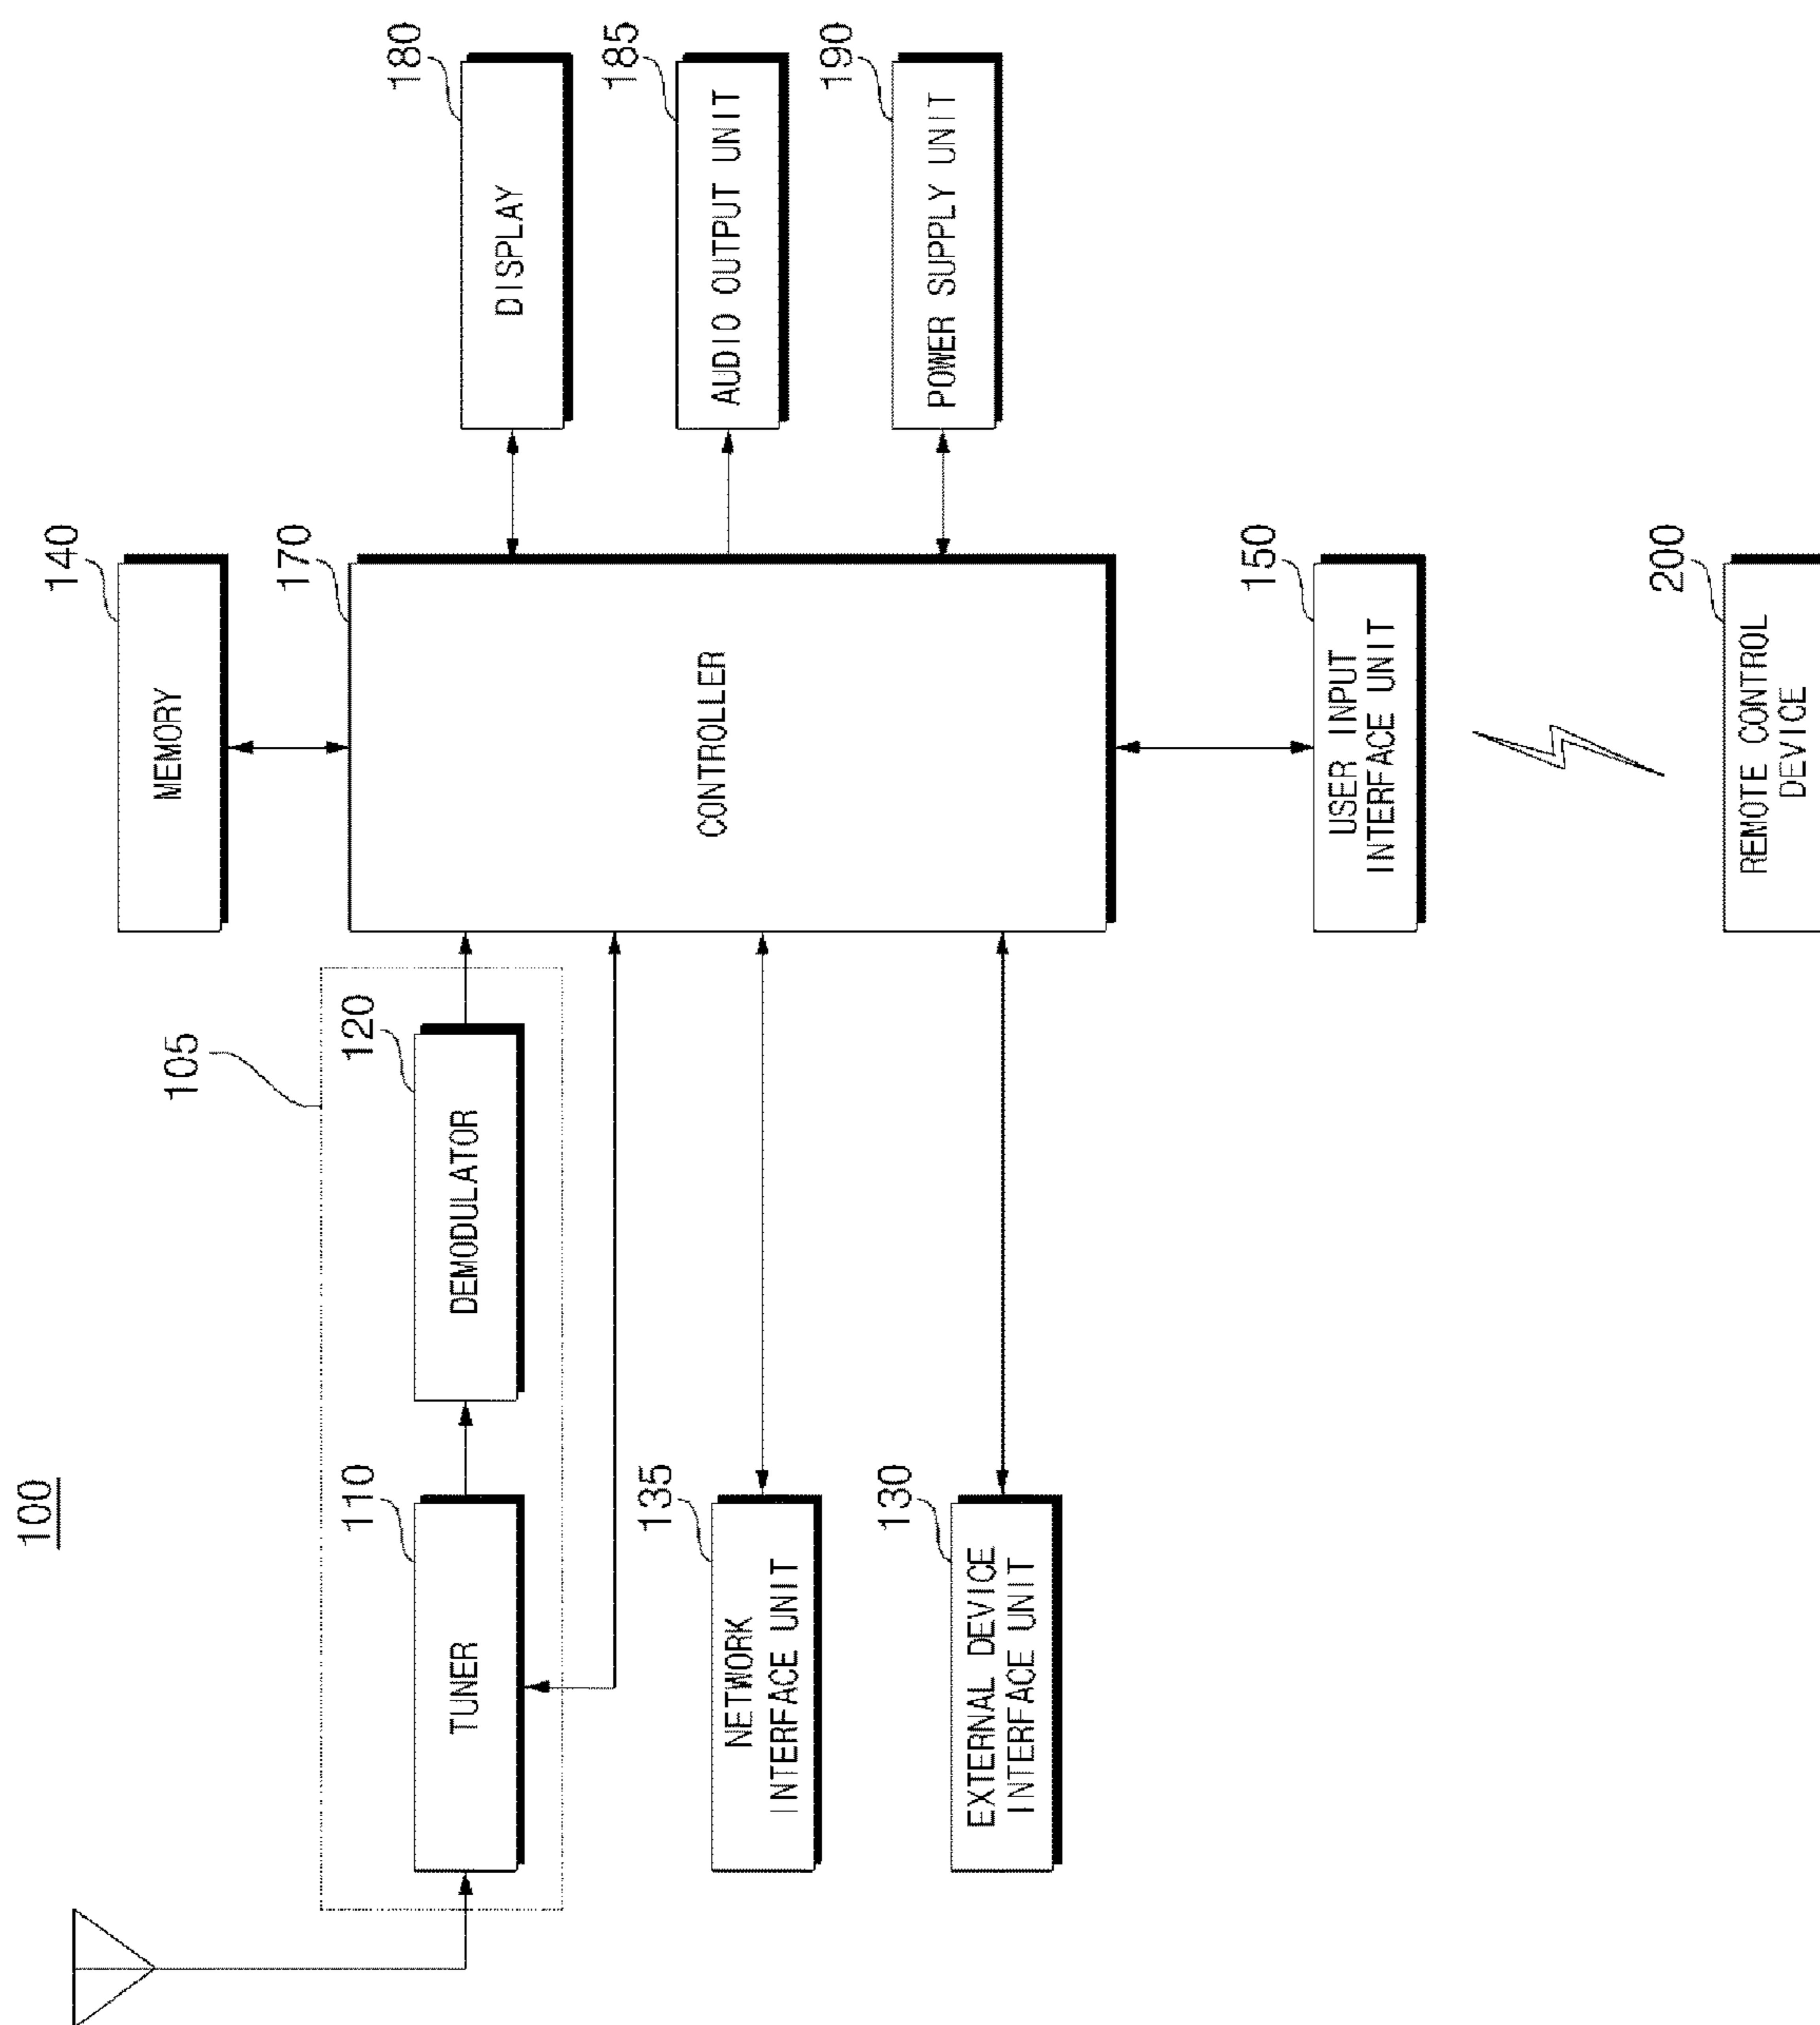 100
140
MEMORY
105
170
110
120
180
TUNER
DEMODULATOR
DISPLAY
135
CONTROLLER
185
NETWORK
INTERFACE UNIT
AUDIO OUTPUT UNIT
130
190
EXTERNAL DEVICE
INTERFACE UNIT
POWER SUPPLY UNIT
150
USER INPUT
INTERFACE UNIT
200
REMOTE CONTROL
DEVICE